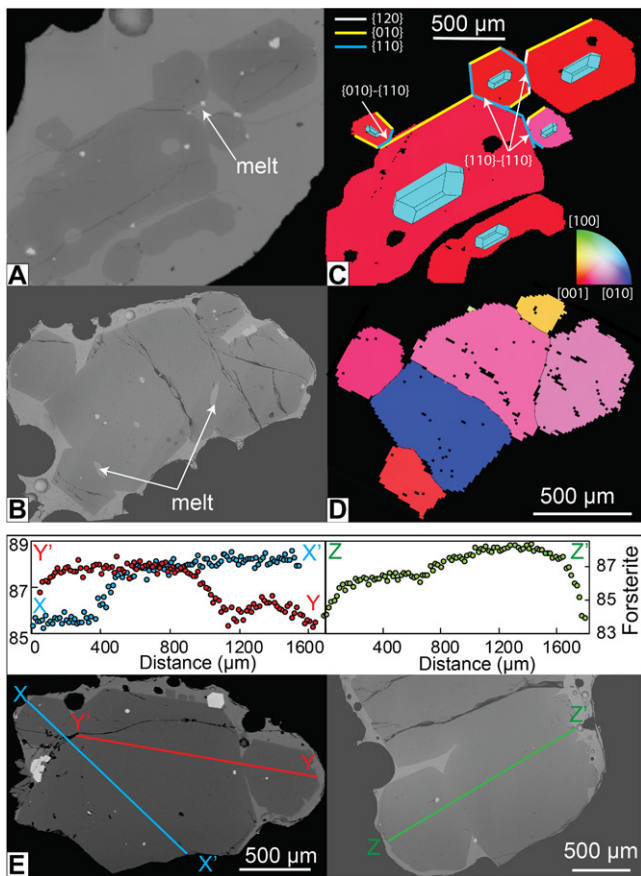 melt
A
{120}
{010}
{110}
500 µm
{010}-{110}
{110}-{110}
[100]
[001] [010]
C
melt
B
D
500 µm
89
87
85
Y'
X'
X
Y
0 400 800 1200 1600
Distance (µm)
Z
Z'
400 800 1200 1600
Distance (µm)
87
85
83
Forsterite
X
Y'
Y
X'
E
500 µm
Z'
Z
500 µm